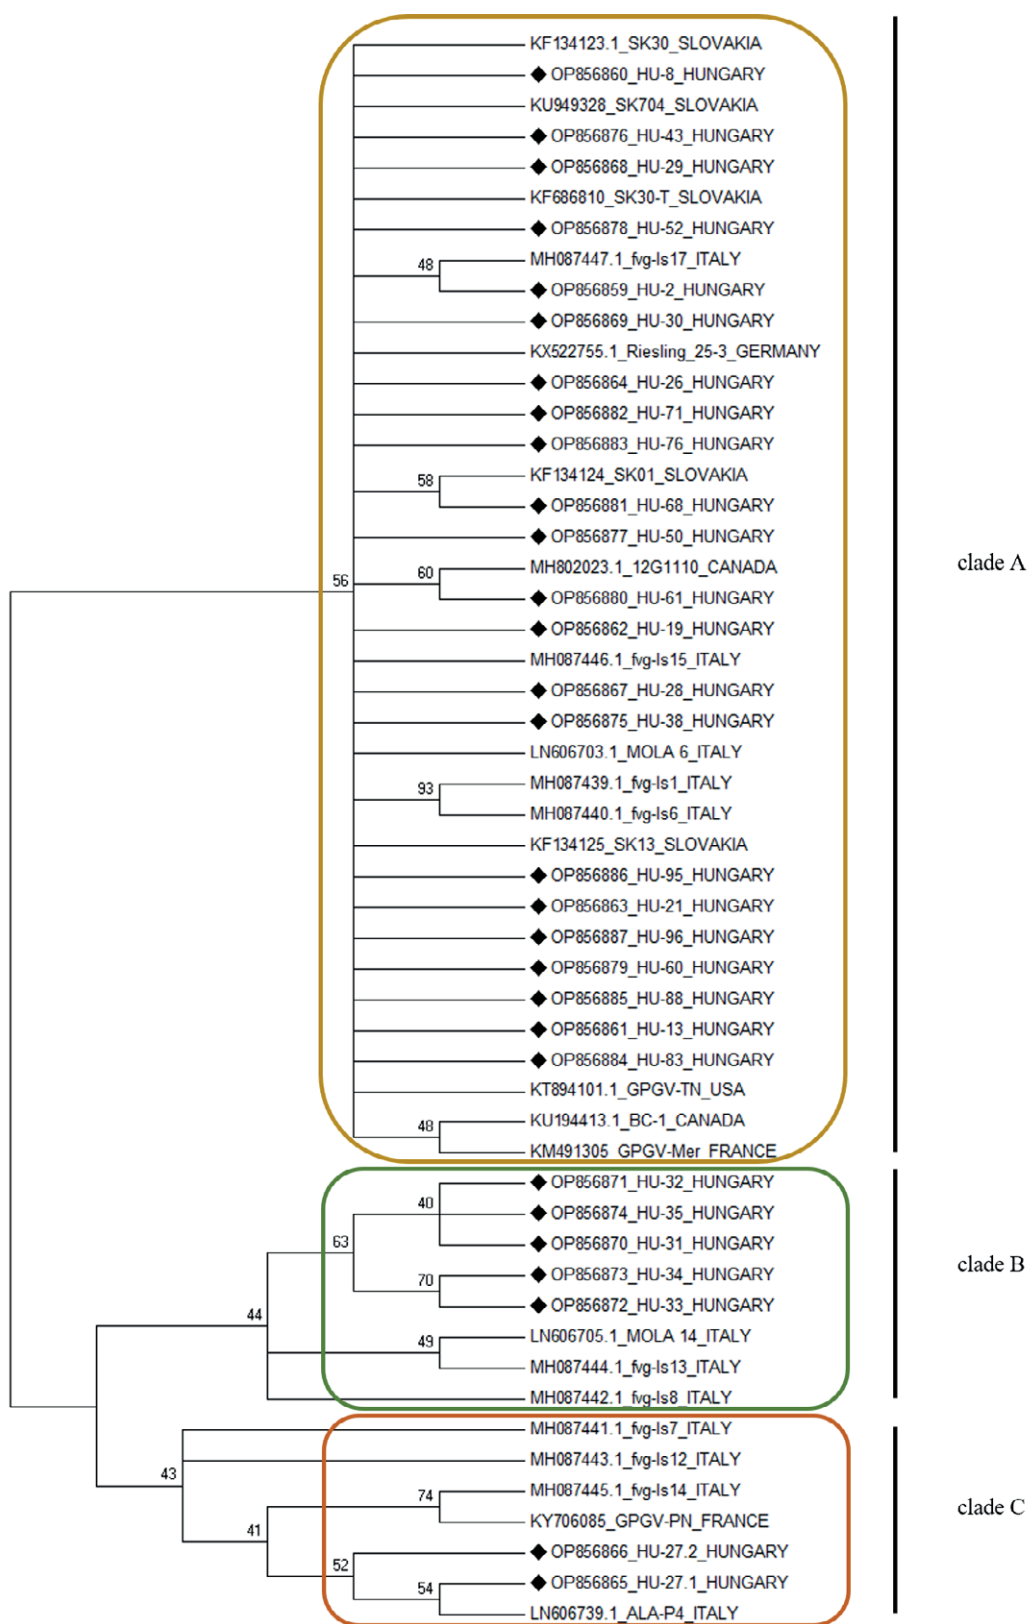 KF134123.1_SK30_SLOVAKIA
◆OP856860_HU-8_HUNGARY
KU949328_SK704_SLOVAKIA
◆OP856876_HU-43_HUNGARY
◆OP856868_HU-29_HUNGARY
KF686810_SK30-T_SLOVAKIA
◆OP856878_HU-52_HUNGARY
48
MH087447.1_fvg-Is17_ITALY
◆OP856859_HU-2_HUNGARY
◆OP856869_HU-30_HUNGARY
KX522755.1_Riesling_25-3_GERMANY
◆OP856864_HU-26_HUNGARY
◆OP856882_HU-71_HUNGARY
◆OP856883_HU-76_HUNGARY
58
KF134124_SK01_SLOVAKIA
◆OP856881_HU-68_HUNGARY
◆OP856877_HU-50_HUNGARY
clade A
56
60
MH802023.1_12G1110_CANADA
◆OP856880_HU-61_HUNGARY
◆OP856862_HU-19_HUNGARY
MH087446.1_fvg-Is15_ITALY
◆OP856867_HU-28_HUNGARY
◆OP856875_HU-38_HUNGARY
LN606703.1_MOLA 6_ITALY
93
MH087439.1_fvg-Is1_ITALY
MH087440.1_fvg-Is6_ITALY
KF134125_SK13_SLOVAKIA
◆OP856886_HU-95_HUNGARY
◆OP856863_HU-21_HUNGARY
◆OP856887_HU-96_HUNGARY
◆OP856879_HU-60_HUNGARY
◆OP856885_HU-88_HUNGARY
◆OP856861_HU-13_HUNGARY
◆OP856884_HU-83_HUNGARY
KT894101.1_GPGV-TN_USA
48
KU194413.1_BC-1_CANADA
KM491305_GPGV-Mer_FRANCE
◆OP856871_HU-32_HUNGARY
40
◆OP856874_HU-35_HUNGARY
63
◆OP856870_HU-31_HUNGARY
clade B
70
◆OP856873_HU-34_HUNGARY
◆OP856872_HU-33_HUNGARY
44
49
LN606705.1_MOLA 14_ITALY
MH087444.1_fvg-Is13_ITALY
MH087442.1_fvg-Is8_ITALY
MH087441.1_fvg-Is7_ITALY
43
MH087443.1_fvg-Is12_ITALY
74
MH087445.1_fvg-Is14_ITALY
clade C
KY706085_GPGV-PN_FRANCE
41
52
◆OP856866_HU-27.2_HUNGARY
54
◆OP856865_HU-27.1_HUNGARY
LN606739.1_ALA-P4_ITALY